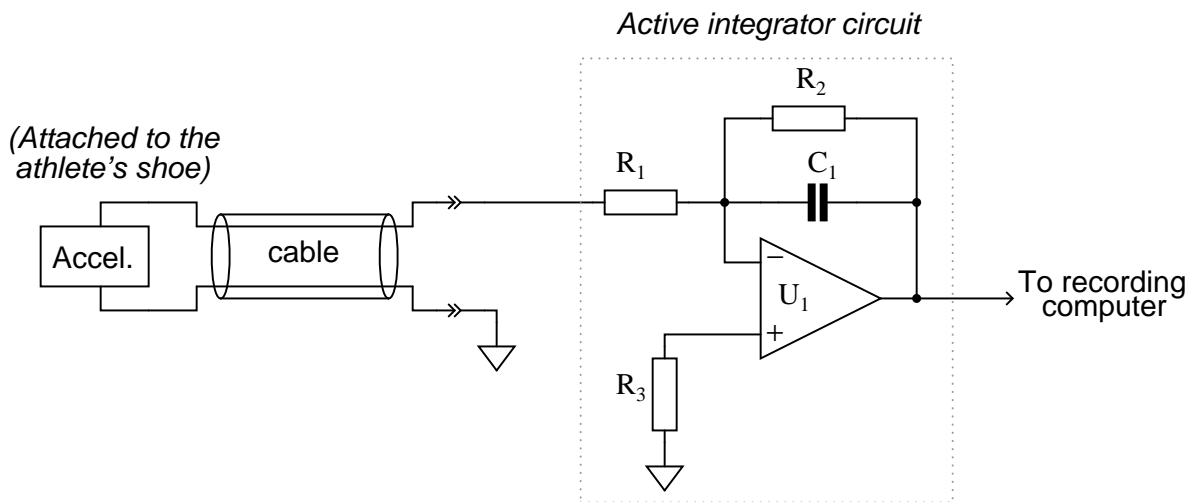 Active integrator circuit
R2
(Attached to the
athlete's shoe)
R1
C1
Accel.
cable
−
U1
+
To recording
computer
R3